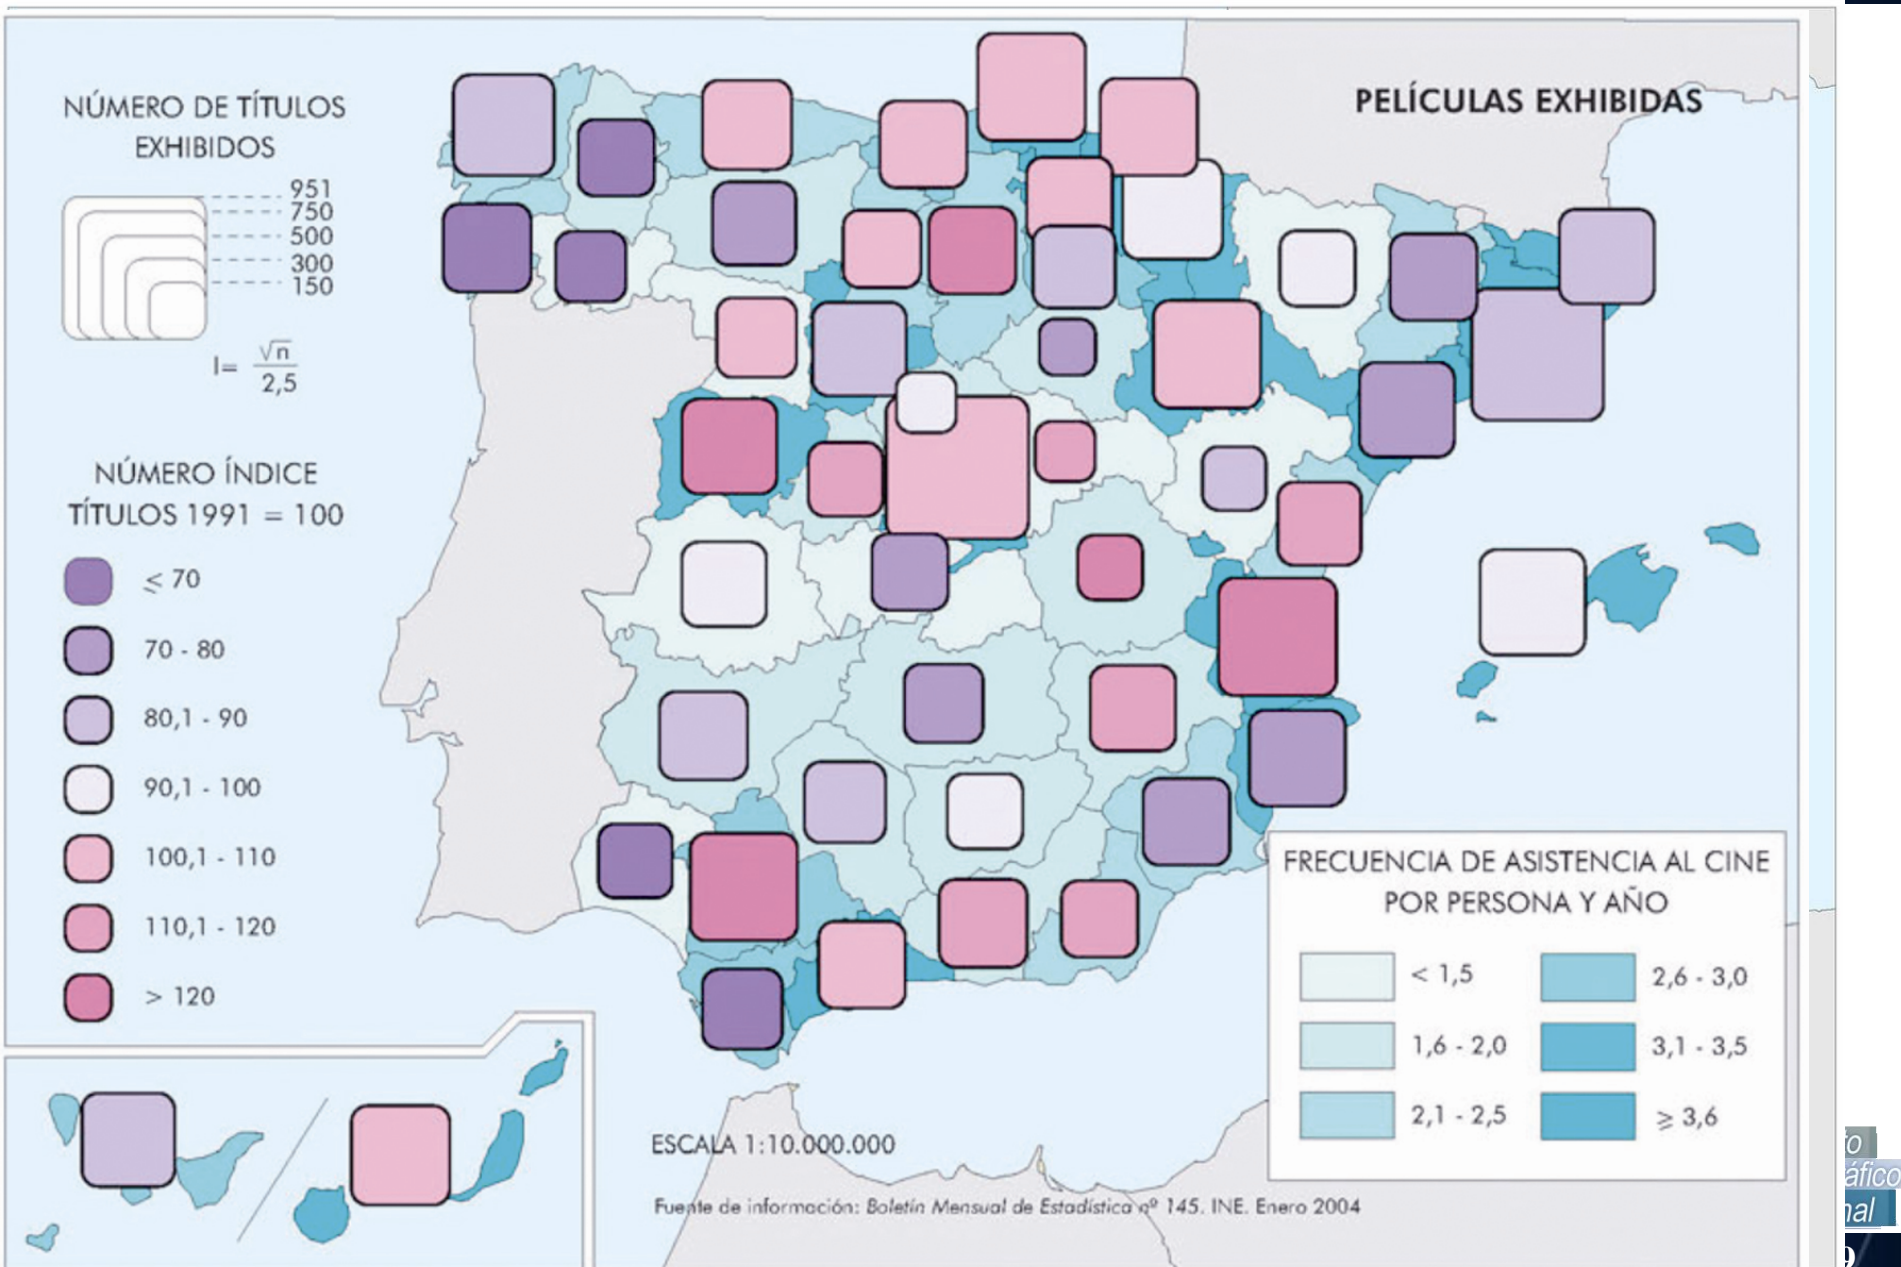 PELÍCULAS EXHIBIDAS
NÚMERO DE TÍTULOS
EXHIBIDOS
951
750
500
300
150
l= √n
2,5
NÚMERO ÍNDICE
TÍTULOS 1991 = 100
≤ 70
70 - 80
80,1 - 90
90,1 - 100
100,1 - 110
110,1 - 120
> 120
FRECUENCIA DE ASISTENCIA AL CINE
POR PERSONA Y AÑO
< 1,5
1,6 - 2,0
2,1 - 2,5
2,6 - 3,0
3,1 - 3,5
≥ 3,6
ESCALA 1:10.000.000
Fuente de información: Boletín Mensual de Estadística nº 145. INE. Enero 2004